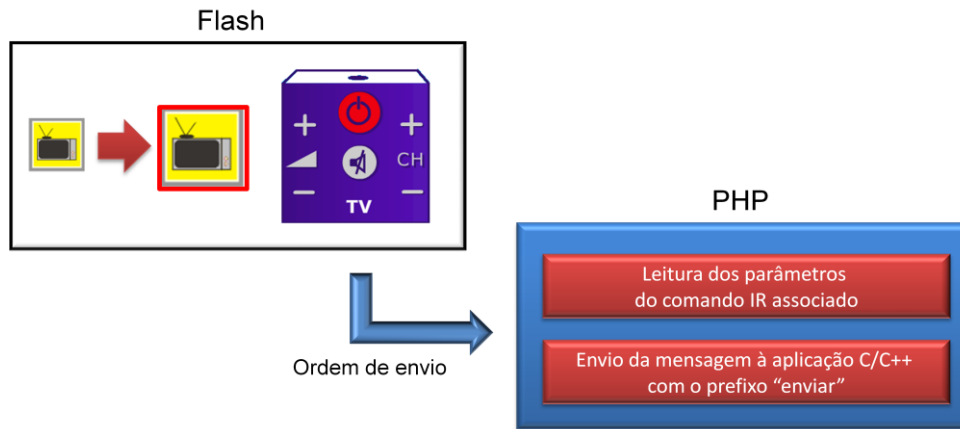 Flash
+ +
CH
- -
TV
PHP
Leitura dos parâmetros
do comando IR associado
Ordem de envio
Envio da mensagem à aplicação C/C++
com o prefixo “enviar”